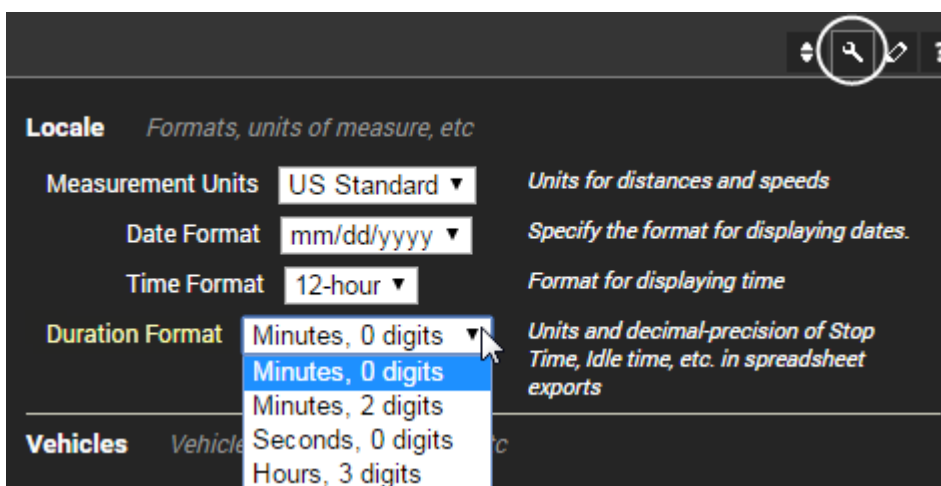 Locale Formats, units of measure, etc
Measurement Units US Standard Units for distances and speeds
Date Format mm/dd/yyyy Specify the format for displaying dates.
Time Format 12-hour Format for displaying time
Duration Format Minutes, 0 digits Units and decimal-precision of Stop
Time, Idle time, etc. in spreadsheet
exports
Minutes, 0 digits
Minutes, 2 digits
Seconds, 0 digits
Hours, 3 digits
Vehicles